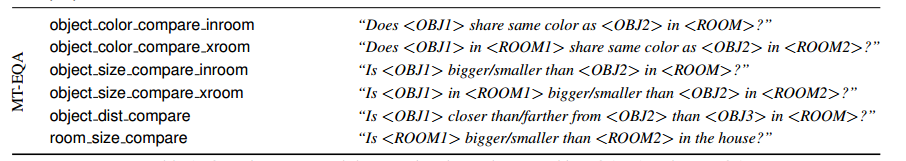 MT-EQA
object_color_compare_inroom "Does <OBJ1> share same color as <OBJ2> in <ROOM>?"
object_color_compare_xroom "Does <OBJ1> in <ROOM1> share same color as <OBJ2> in <ROOM2>?"
object_size_compare_inroom "Is <OBJ1> bigger/smaller than <OBJ2> in <ROOM>?"
object_size_compare_xroom "Is <OBJ1> in <ROOM1> bigger/smaller than <OBJ2> in <ROOM2>?"
object_dist_compare "Is <OBJ1> closer than/farther from <OBJ2> than <OBJ3> in <ROOM>?"
room_size_compare "Is <ROOM1> bigger/smaller than <ROOM2> in the house?"